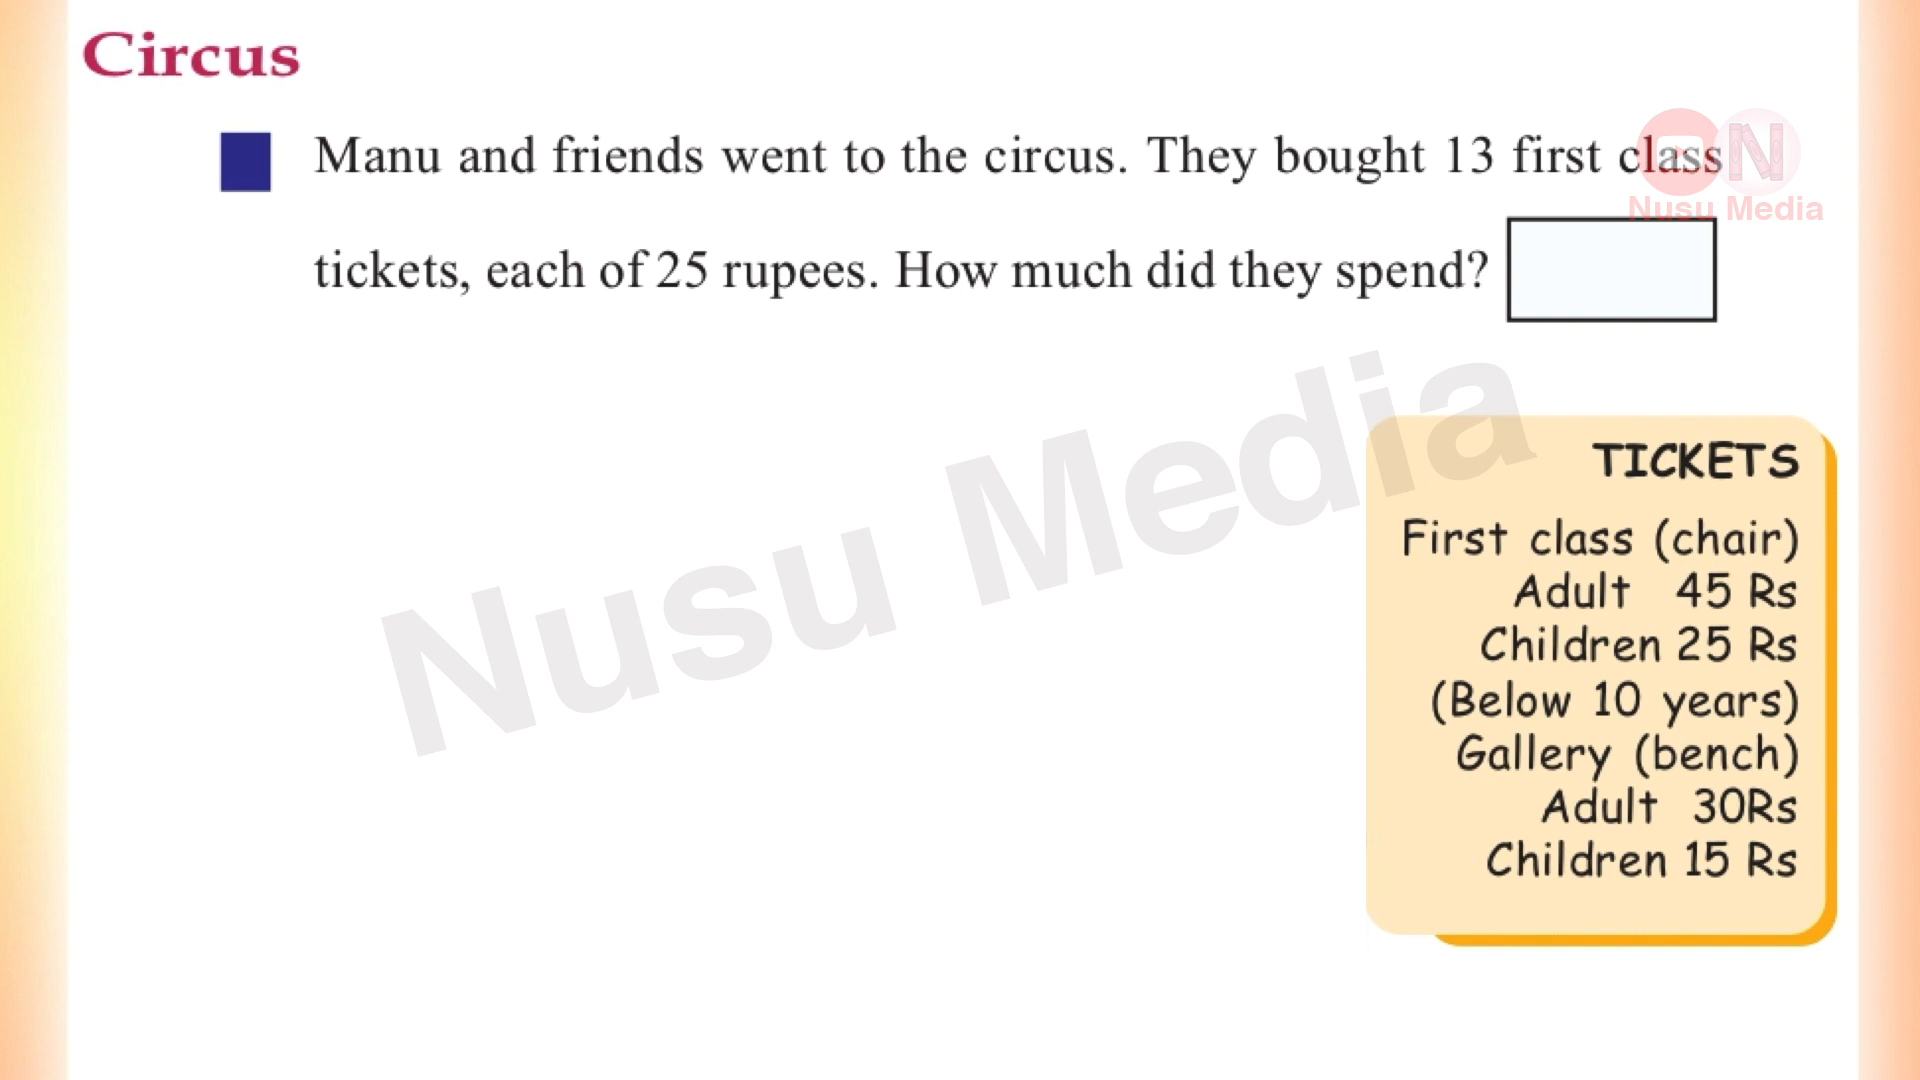 Circus
Manu and friends went to the circus. They bought 13 first class
tickets, each of 25 rupees. How much did they spend?
N
Nusu Media
Nusu Media
TICKETS
First class (chair)
Adult 45 Rs
Children 25 Rs
(Below 10 years)
Gallery (bench)
Adult 30Rs
Children 15 Rs